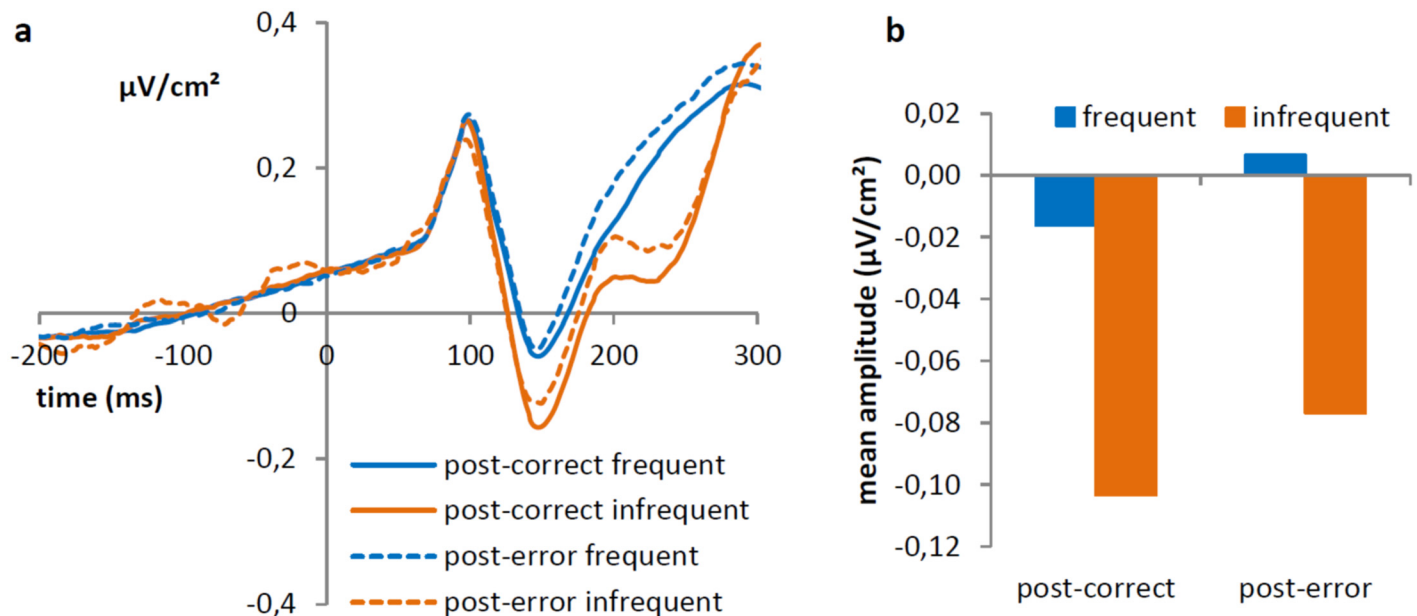 a
µV/cm²
0,4
0,2
0
-0,2
-0,4
-200
-100
0
100
200
300
time (ms)
post-correct frequent
post-correct infrequent
post-error frequent
post-error infrequent
b
frequent
infrequent
mean amplitude (µV/cm²)
0,02
0,00
-0,02
-0,04
-0,06
-0,08
-0,10
-0,12
post-correct
post-error